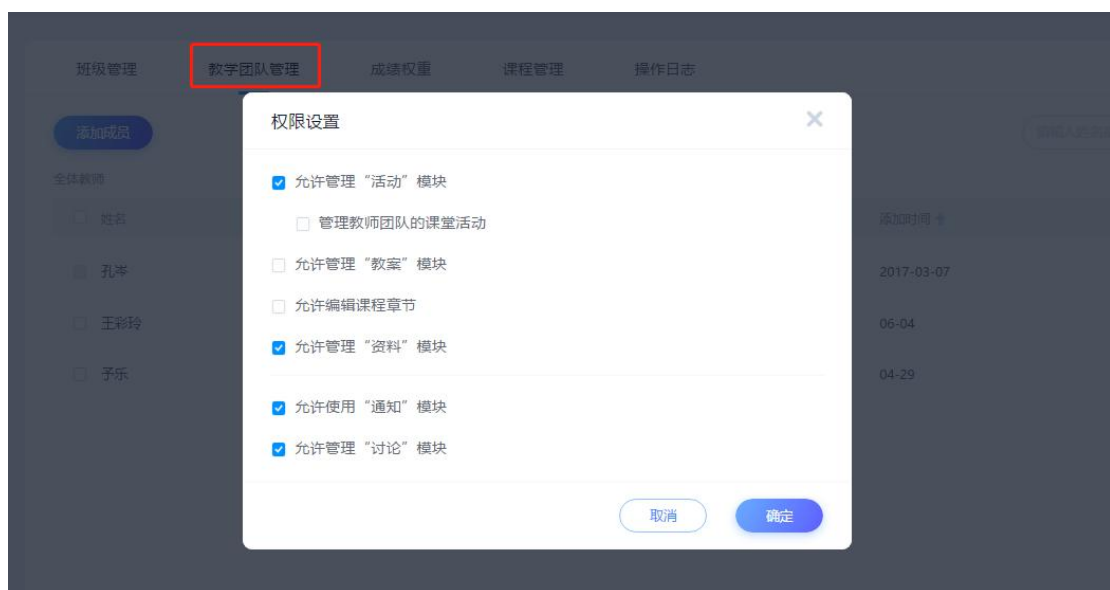 班级管理 教学团队管理 成绩权重 课程管理 操作日志
添加成员
全体教师
姓名 添加时间
孔岑 2017-03-07
王彩玲 06-04
予乐 04-29
权限设置
允许管理“活动”模块
管理教师团队的课堂活动
允许管理“教案”模块
允许编辑课程章节
允许管理“资料”模块
允许使用“通知”模块
允许管理“讨论”模块
取消 确定